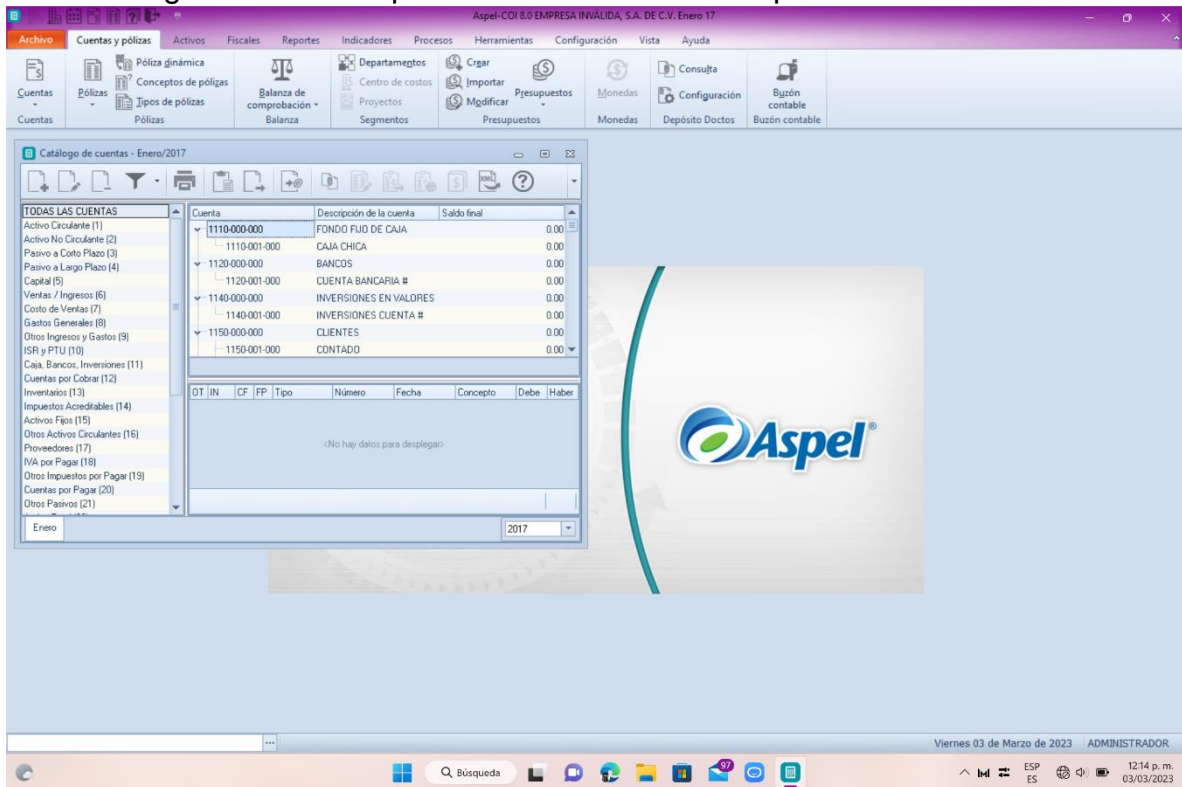 Aspel-COI 8.0 EMPRESA INVÁLIDA, S.A. DE C.V. Enero 17
Archivo Cuentas y pólizas Activos Fiscales Reportes Indicadores Procesos Herramientas Configuración Vista Ayuda
Póliza dinámica Departamentos Crear Consulta
Conceptos de pólizas Centro de costos Importar
Cuentas Pólizas Tipos de pólizas Balanza de comprobación Proyectos Modificar Presupuestos Monedas Configuración Buzón contable
Cuentas Pólizas Balanza Segmentos Presupuestos Monedas Depósito Doctos Buzón contable
Catálogo de cuentas - Enero/2017
TODAS LAS CUENTAS
Activo Circulante (1)
Activo No Circulante (2)
Pasivo a Corto Plazo (3)
Pasivo a Largo Plazo (4)
Capital (5)
Ventas / Ingresos (6)
Costo de Ventas (7)
Gastos Generales (8)
Otros Ingresos y Gastos (9)
ISR y PTU (10)
Caja, Bancos, Inversiones (11)
Cuentas por Cobrar (12)
Inventarios (13)
Impuestos Acreditables (14)
Activos Fijos (15)
Otros Activos Circulantes (16)
Proveedores (17)
IVA por Pagar (18)
Otros Impuestos por Pagar (19)
Cuentas por Pagar (20)
Otros Pasivos (21)
Cuenta Descripción de la cuenta Saldo final
1110-000-000 FONDO FIJO DE CAJA 0.00
1110-001-000 CAJA CHICA 0.00
1120-000-000 BANCOS 0.00
1120-001-000 CUENTA BANCARIA # 0.00
1140-000-000 INVERSIONES EN VALORES 0.00
1140-001-000 INVERSIONES CUENTA # 0.00
1150-000-000 CLIENTES 0.00
1150-001-000 CONTADO 0.00
OT IN CF FP Tipo Número Fecha Concepto Debe Haber
<No hay datos para desplegar>
Enero 2017
Aspel®
Viernes 03 de Marzo de 2023 ADMINISTRADOR
Búsqueda 97 ESP 12:14 p. m.
ES 03/03/2023